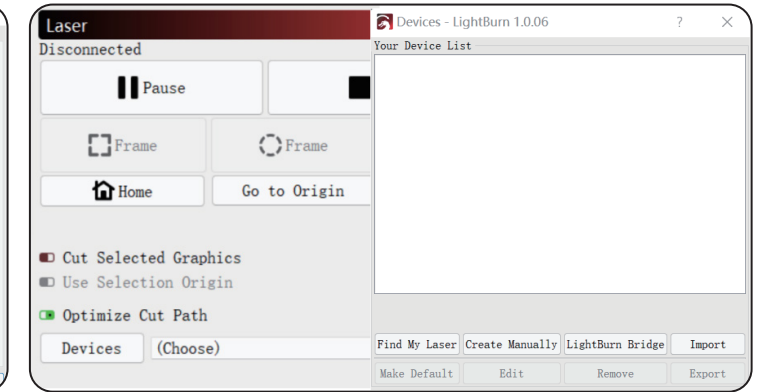 Laser
Disconnected
Pause
Frame
Frame
Home
Go to Origin
Cut Selected Graphics
Use Selection Origin
Optimize Cut Path
Devices
(Choose)
Devices - LightBurn 1.0.06
?
Your Device List
Find My Laser
Create Manually
LightBurn Bridge
Import
Make Default
Edit
Remove
Export